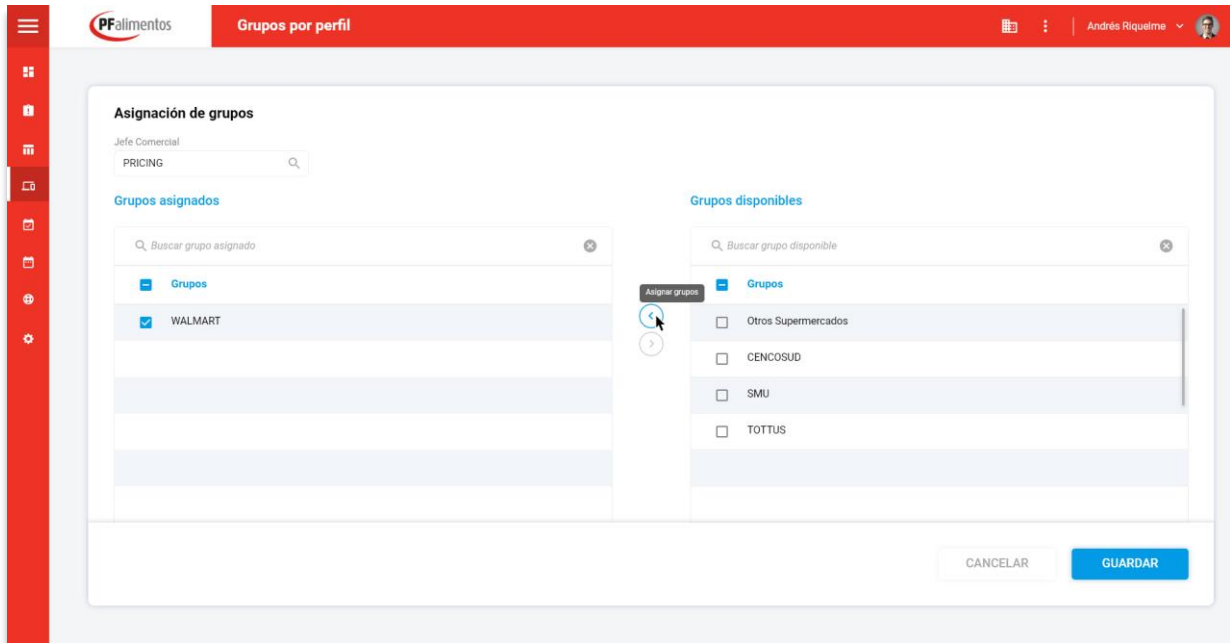 PFalimentos
Grupos por perfil
Andrés Riquelme
Asignación de grupos
Jefe Comercial
PRICING
Grupos asignados
Grupos disponibles
Buscar grupo asignado
Buscar grupo disponible
Grupos
Asignar grupos
Grupos
WALMART
Otros Supermercados
CENCOSUD
SMU
TOTTUS
CANCELAR
GUARDAR